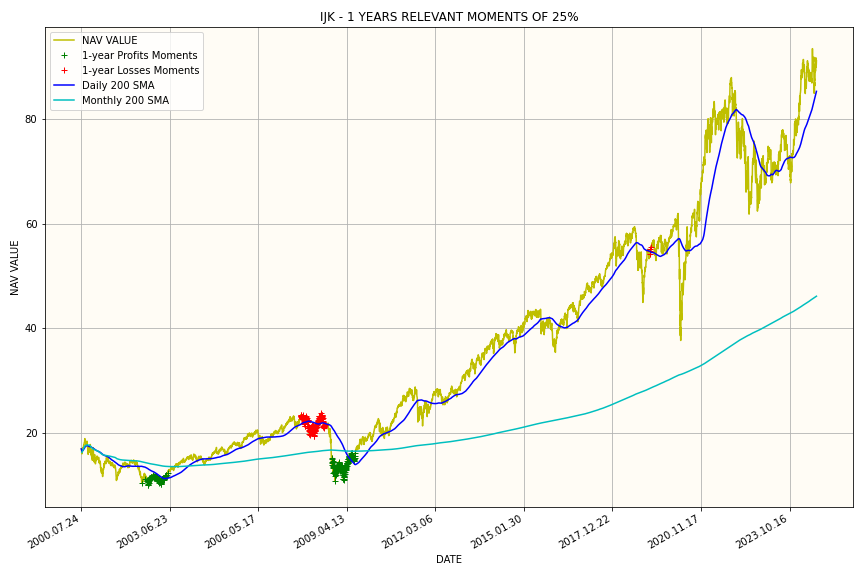 IJK - 1 YEARS RELEVANT MOMENTS OF 25%
NAV VALUE
1-year Profits Moments
1-year Losses Moments
Daily 200 SMA
Monthly 200 SMA
80
60
40
20
NAV VALUE
2000.07.24
2003.06.23
2006.05.17
2009.04.13
2012.03.06
2015.01.30
2017.12.22
2020.11.17
2023.10.16
DATE